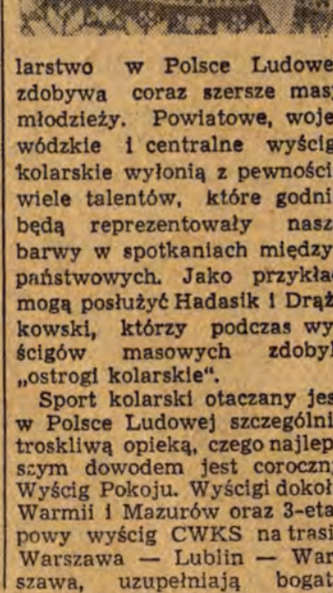 larstwo w Polsce Ludowe
zdobywa coraz szersze mas
młodzieży. Powiatowe, woje
wódzkie i centralne wyścig
kolarskie wyłonią z pewności
wiele talentów, które godni
będą reprezentowały nasz
barwy w spotkaniach między
państwowych. Jako przykła
mogą posłużyć Hadasik i Drąż
kowski, którzy podczas wy
ścigów masowych zdobyl
„ostrogi kolarskie“.
Sport kolarski otaczany jes
w Polsce Ludowej szczególni
troskliwą opieką, czego najlep
szym dowodem jest coroczn
Wyścig Pokoju. Wyścigi dokoł
Warmii i Mazurów oraz 3-eta
powy wyścig CWKS na trasi
Warszawa — Lublin — War
szawa, uzupełniają bogat